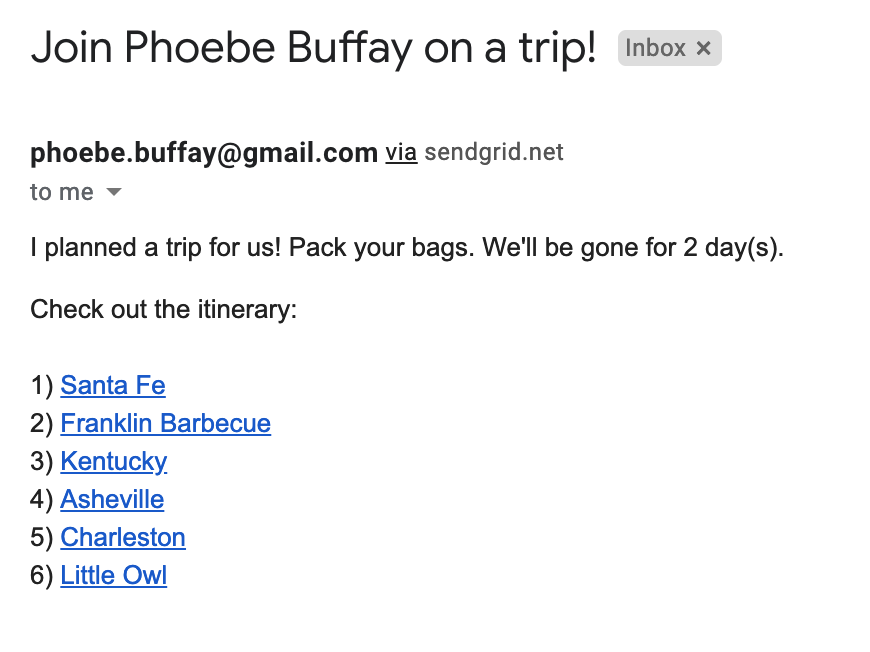 Join Phoebe Buffay on a trip! Inbox ×
phoebe.buffay@gmail.com via sendgrid.net
to me
I planned a trip for us! Pack your bags. We'll be gone for 2 day(s).
Check out the itinerary:
1) Santa Fe
2) Franklin Barbecue
3) Kentucky
4) Asheville
5) Charleston
6) Little Owl